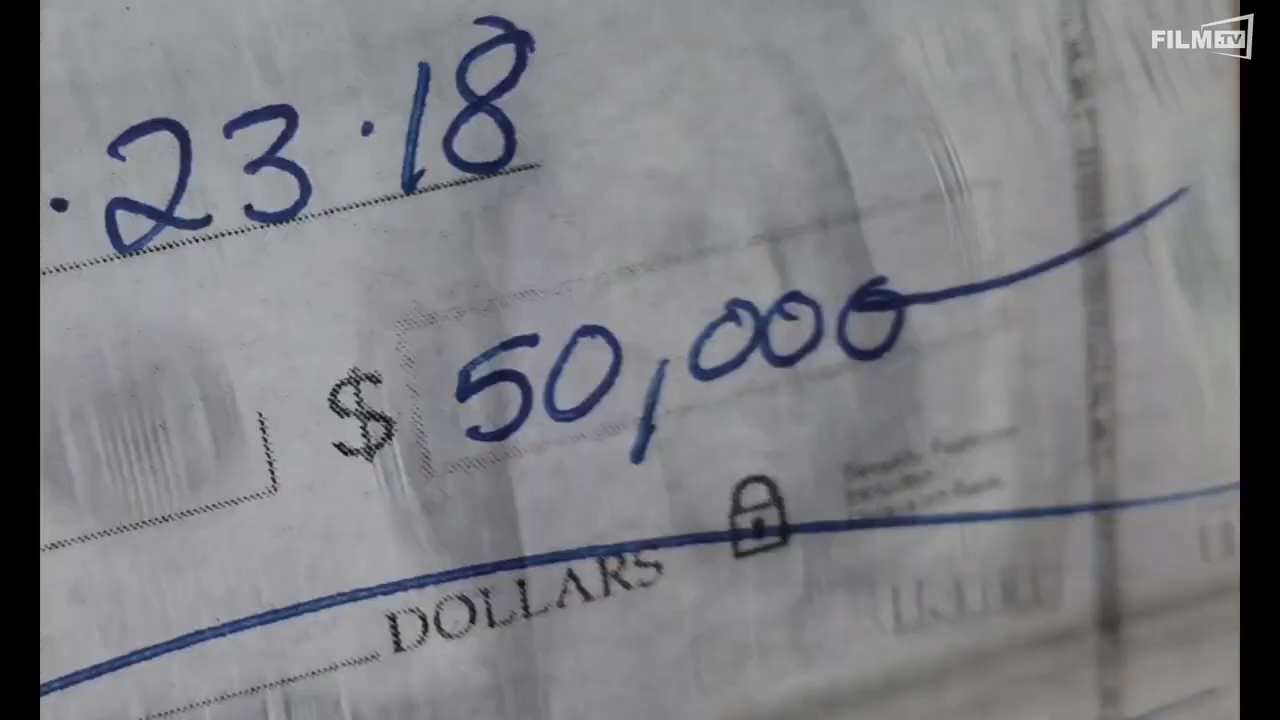 FILM.TV
. 23 . 18
$ 50,000
DOLLARS